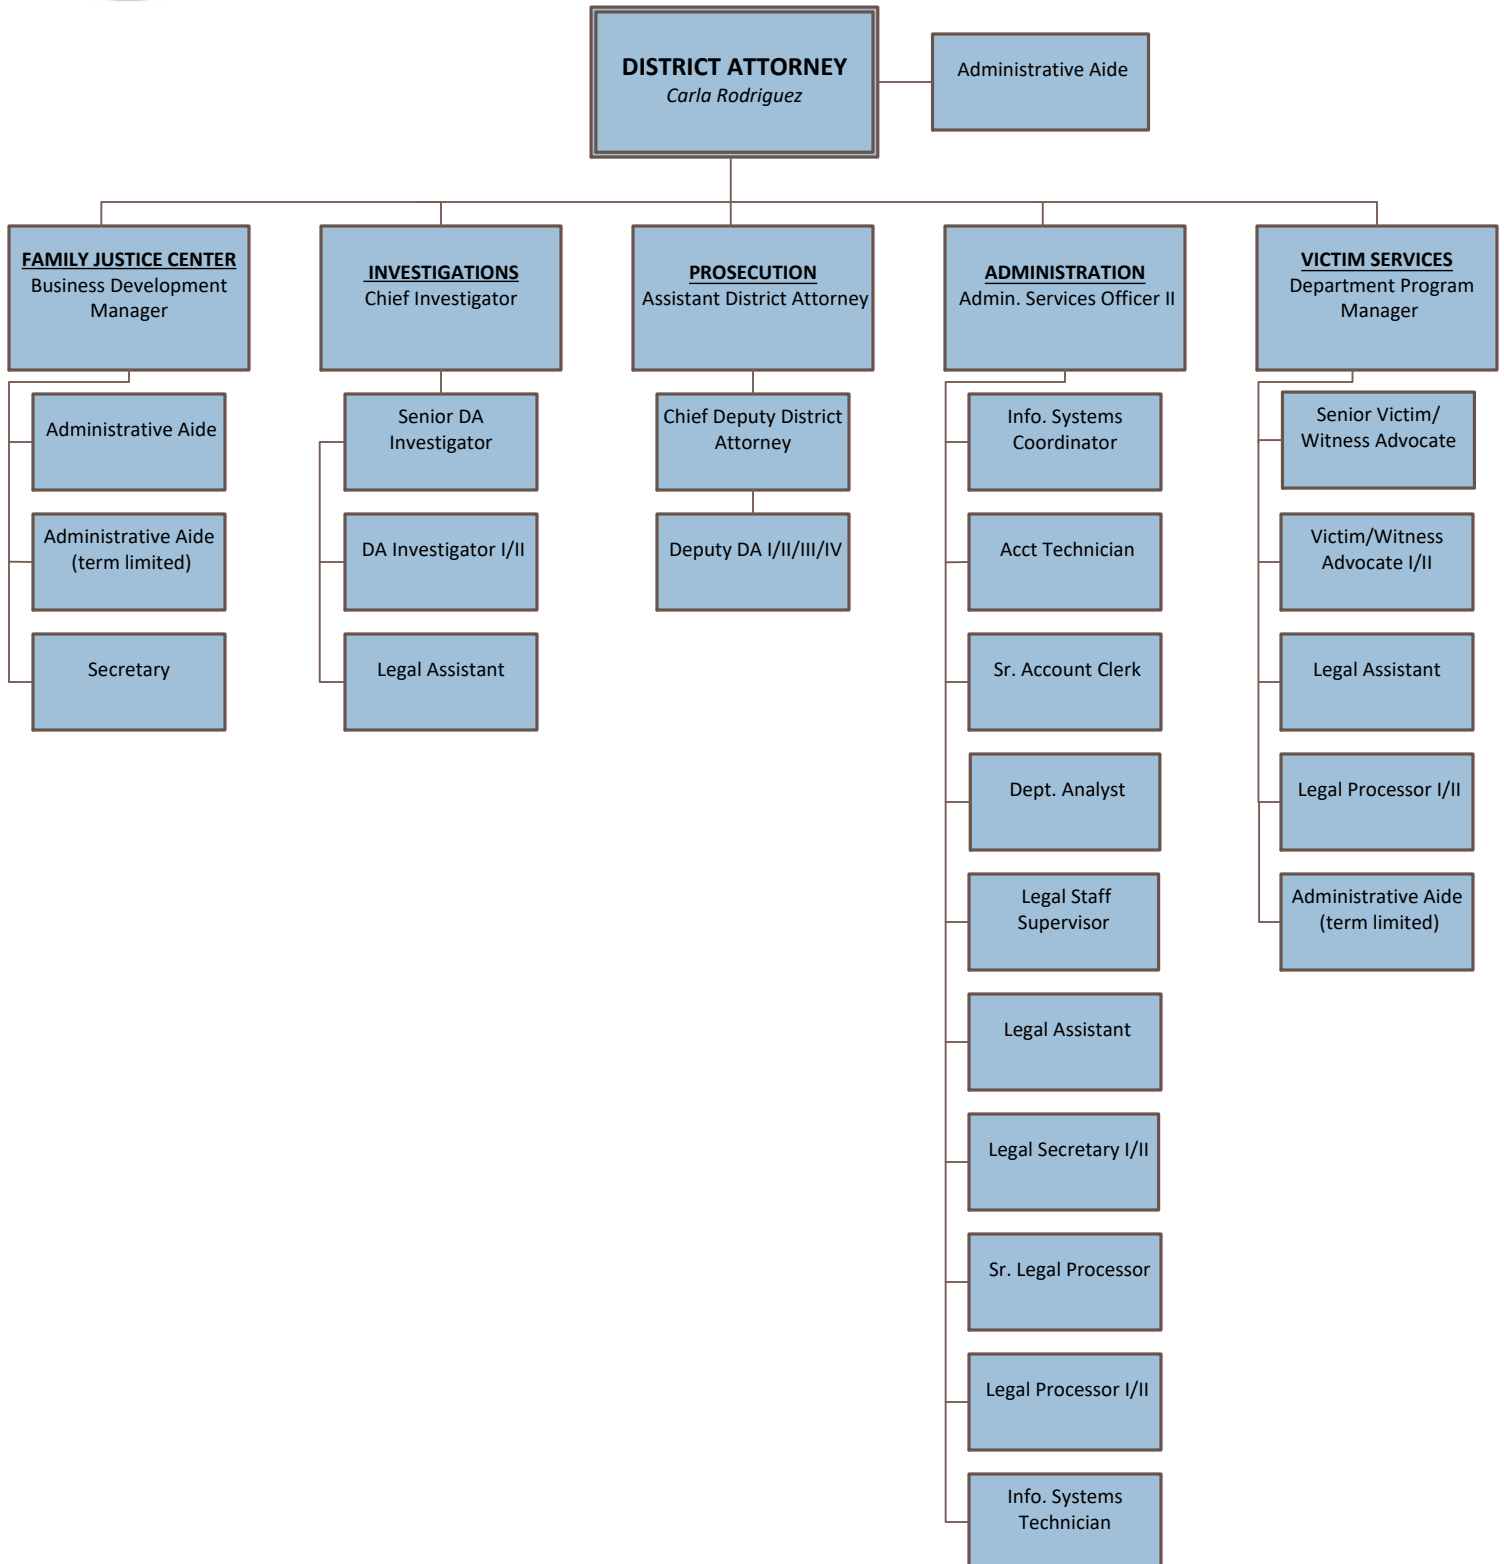 DISTRICT ATTORNEY
Carla Rodriguez
Administrative Aide
FAMILY JUSTICE CENTER
Business Development
Manager
Administrative Aide
Administrative Aide
(term limited)
Secretary
INVESTIGATIONS
Chief Investigator
Senior DA
Investigator
DA Investigator I/II
Legal Assistant
PROSECUTION
Assistant District Attorney
Chief Deputy District
Attorney
Deputy DA I/II/III/IV
ADMINISTRATION
Admin. Services Officer II
Info. Systems
Coordinator
Acct Technician
Sr. Account Clerk
Dept. Analyst
Legal Staff
Supervisor
Legal Assistant
Legal Secretary I/II
Sr. Legal Processor
Legal Processor I/II
Info. Systems
Technician
VICTIM SERVICES
Department Program
Manager
Senior Victim/
Witness Advocate
Victim/Witness
Advocate I/II
Legal Assistant
Legal Processor I/II
Administrative Aide
(term limited)